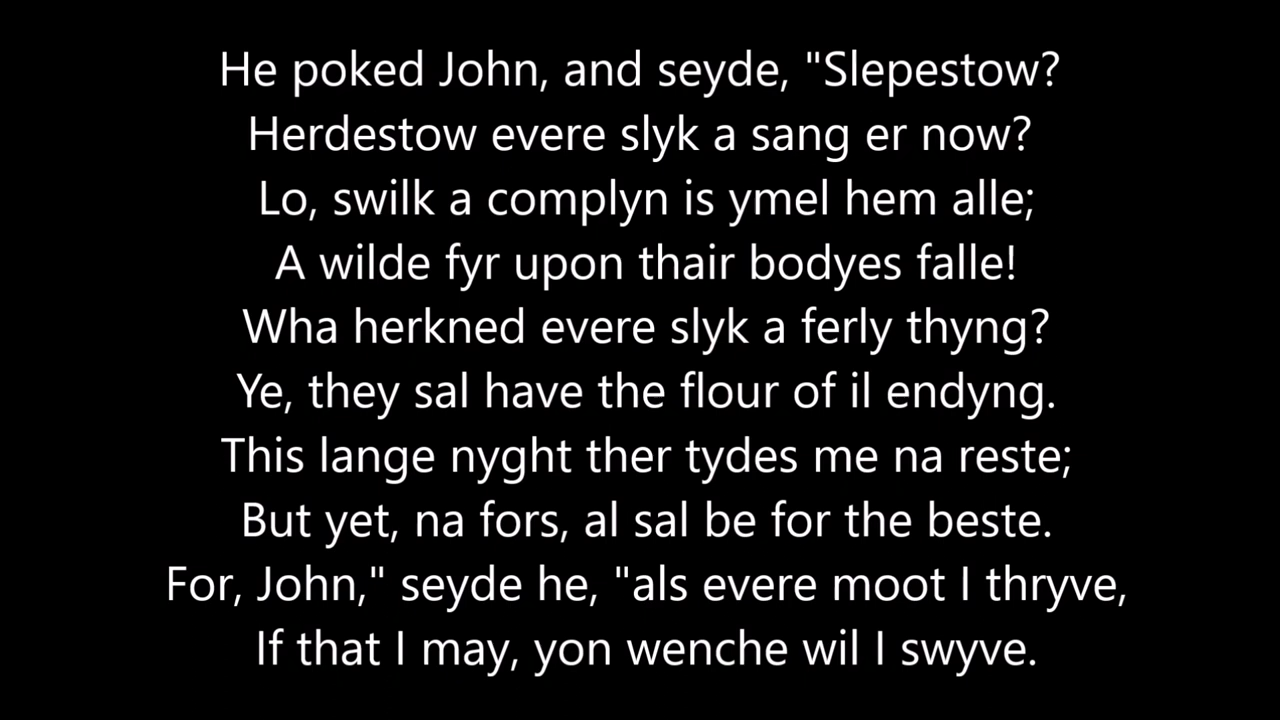 He poked John, and seyde, "Slepestow?
Herdestow evere slyk a sang er now?
Lo, swilk a complyn is ymel hem alle;
A wilde fyr upon thair bodyes falle!
Wha herkned evere slyk a ferly thyng?
Ye, they sal have the flour of il endyng.
This lange nyght ther tydes me na reste;
But yet, na fors, al sal be for the beste.
For, John," seyde he, "als evere moot I thryve,
If that I may, yon wenche wil I swyve.